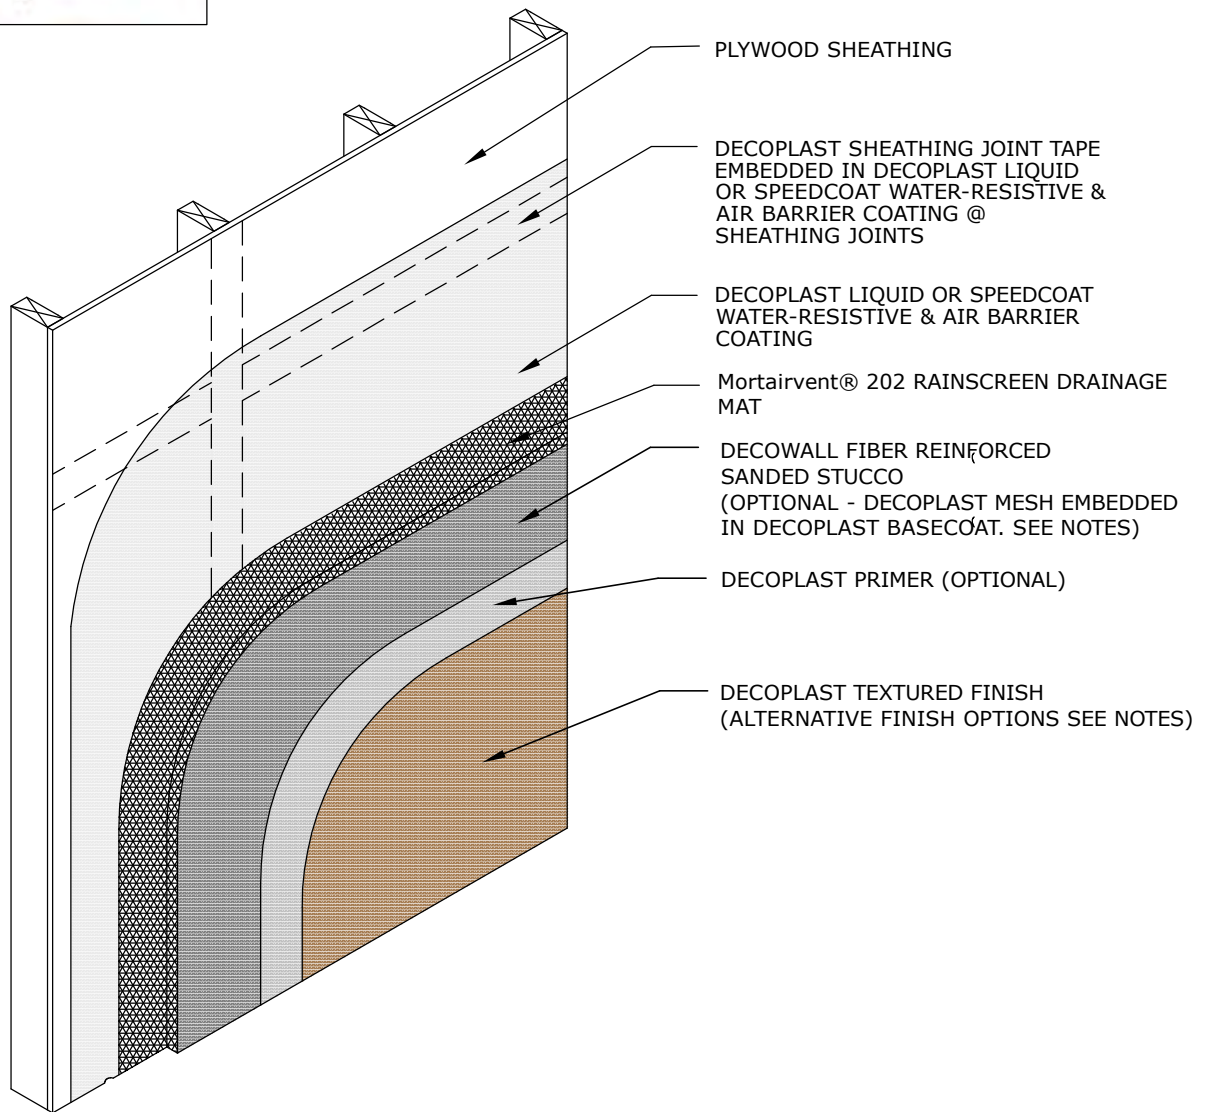 PLYWOOD SHEATHING
DECOPLAST SHEATHING JOINT TAPE
EMBEDDED IN DECOPLAST LIQUID
OR SPEEDCOAT WATER-RESISTIVE &
AIR BARRIER COATING @
SHEATHING JOINTS
DECOPLAST LIQUID OR SPEEDCOAT
WATER-RESISTIVE & AIR BARRIER
COATING
Mortairvent® 202 RAINSCREEN DRAINAGE
MAT
DECOWALL FIBER REINFORCED
SANDED STUCCO
(OPTIONAL - DECOPLAST MESH EMBEDDED
IN DECOPLAST BASECOAT. SEE NOTES)
DECOPLAST PRIMER (OPTIONAL)
DECOPLAST TEXTURED FINISH
(ALTERNATIVE FINISH OPTIONS SEE NOTES)